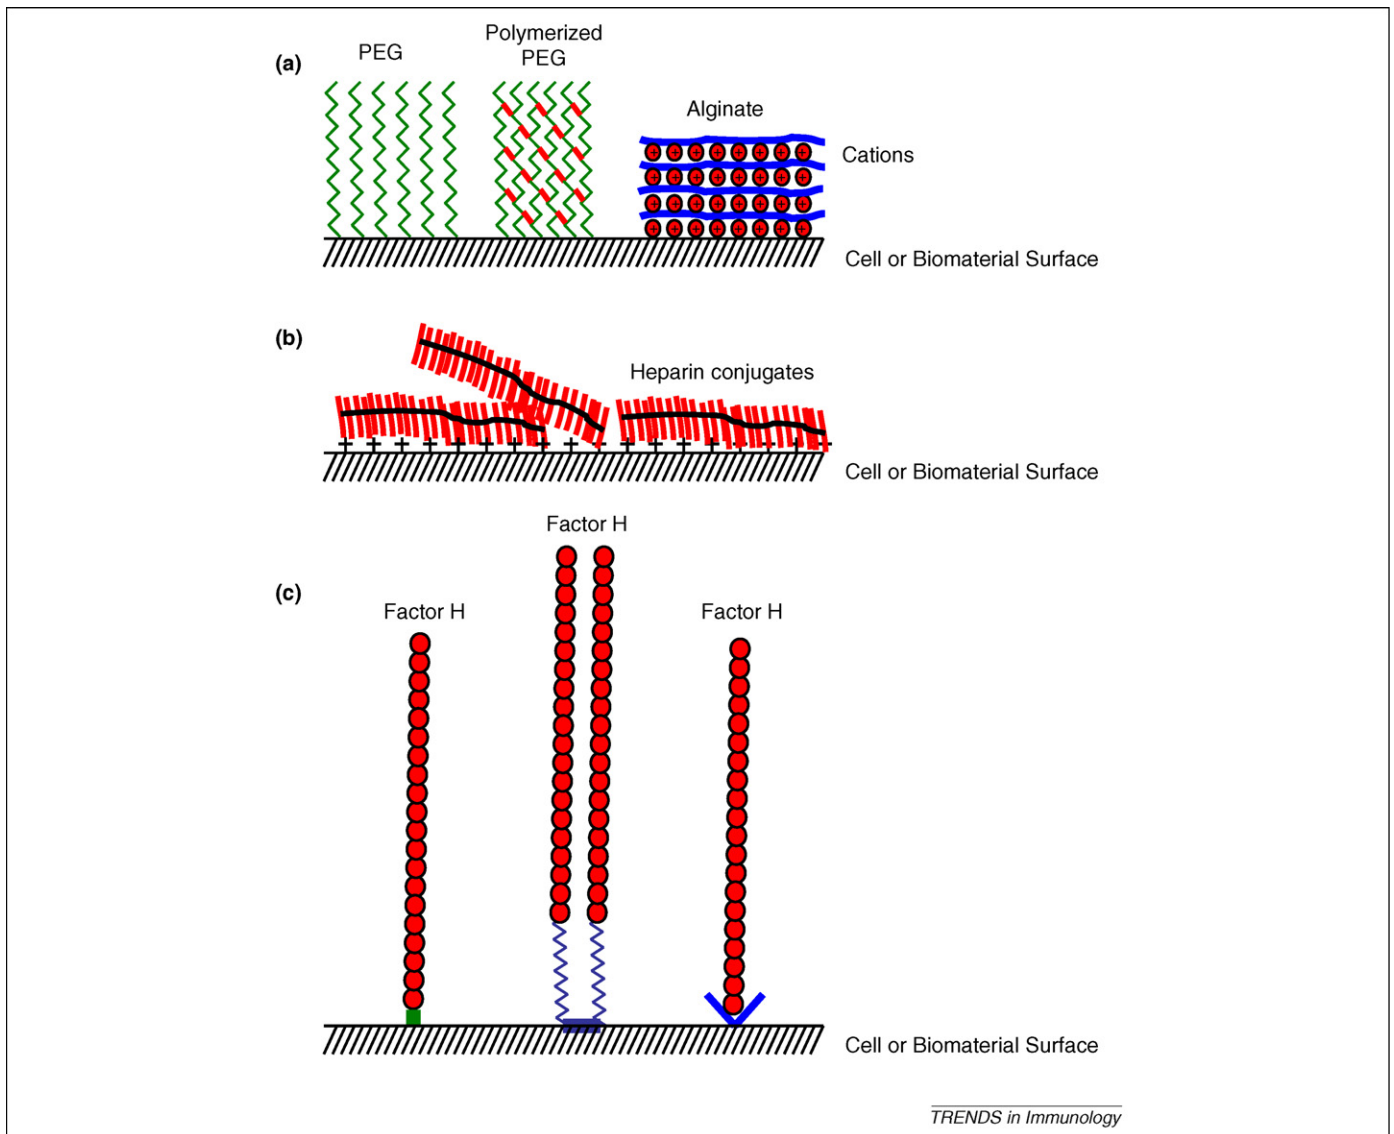 (a)
PEG
Polymerized
PEG
Alginate
Cations
Cell or Biomaterial Surface
(b)
Heparin conjugates
Cell or Biomaterial Surface
(c)
Factor H
Factor H
Factor H
Cell or Biomaterial Surface
TRENDS in Immunology